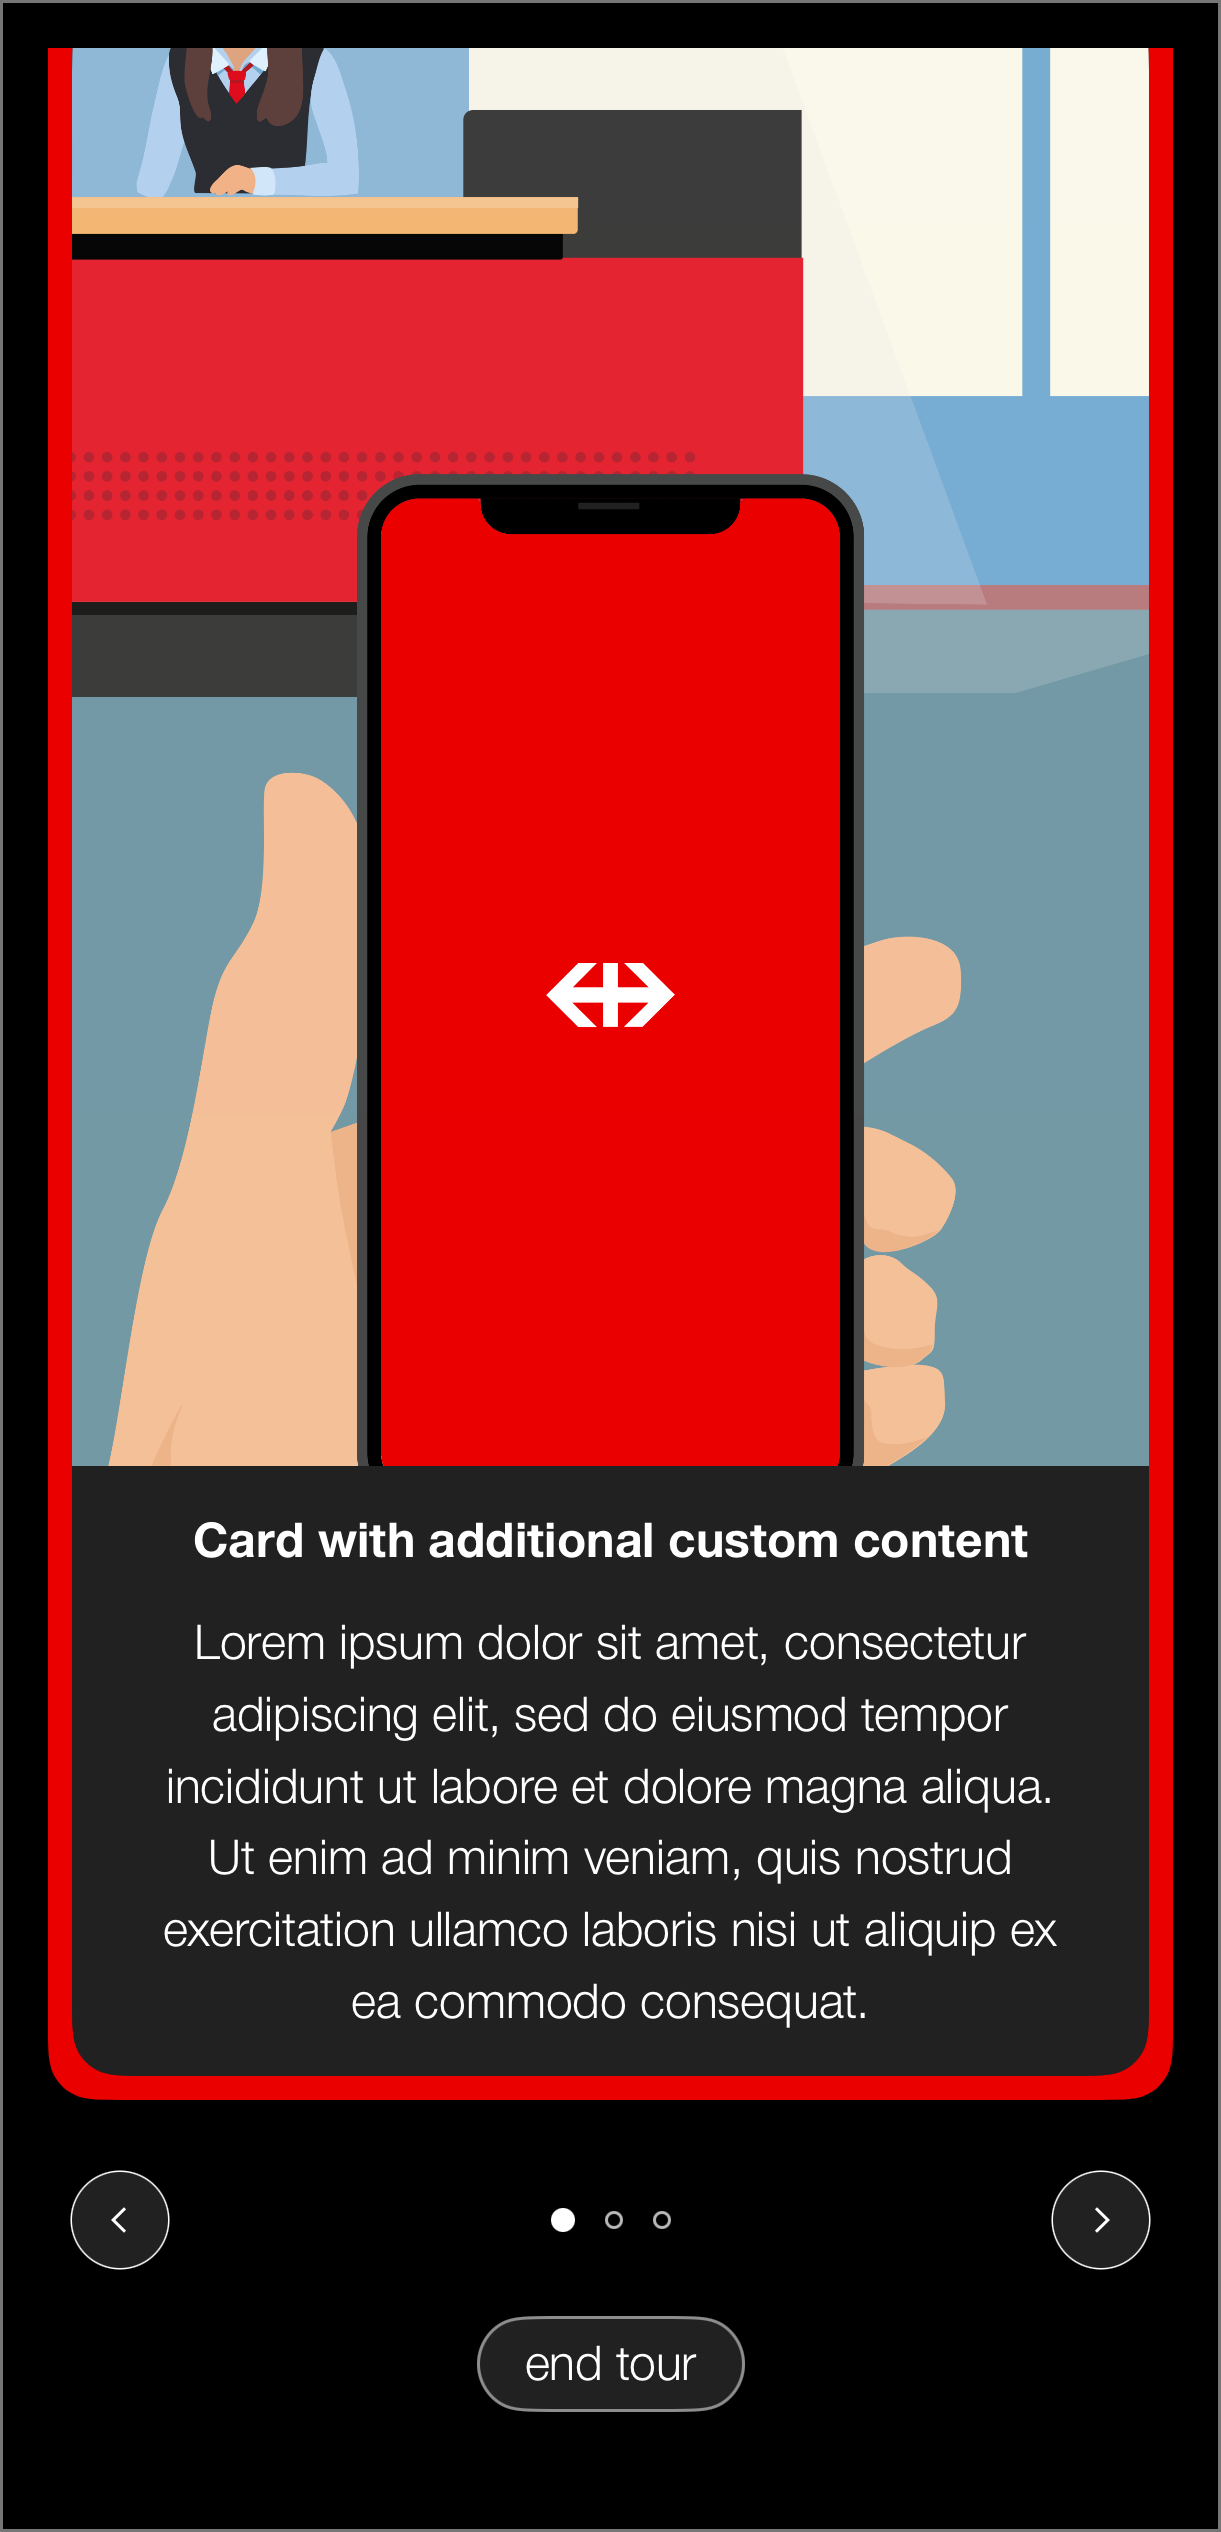 Card with additional custom content
Lorem ipsum dolor sit amet, consectetur
adipiscing elit, sed do eiusmod tempor
incididunt ut labore et dolore magna aliqua.
Ut enim ad minim veniam, quis nostrud
exercitation ullamco laboris nisi ut aliquip ex
ea commodo consequat.
end tour